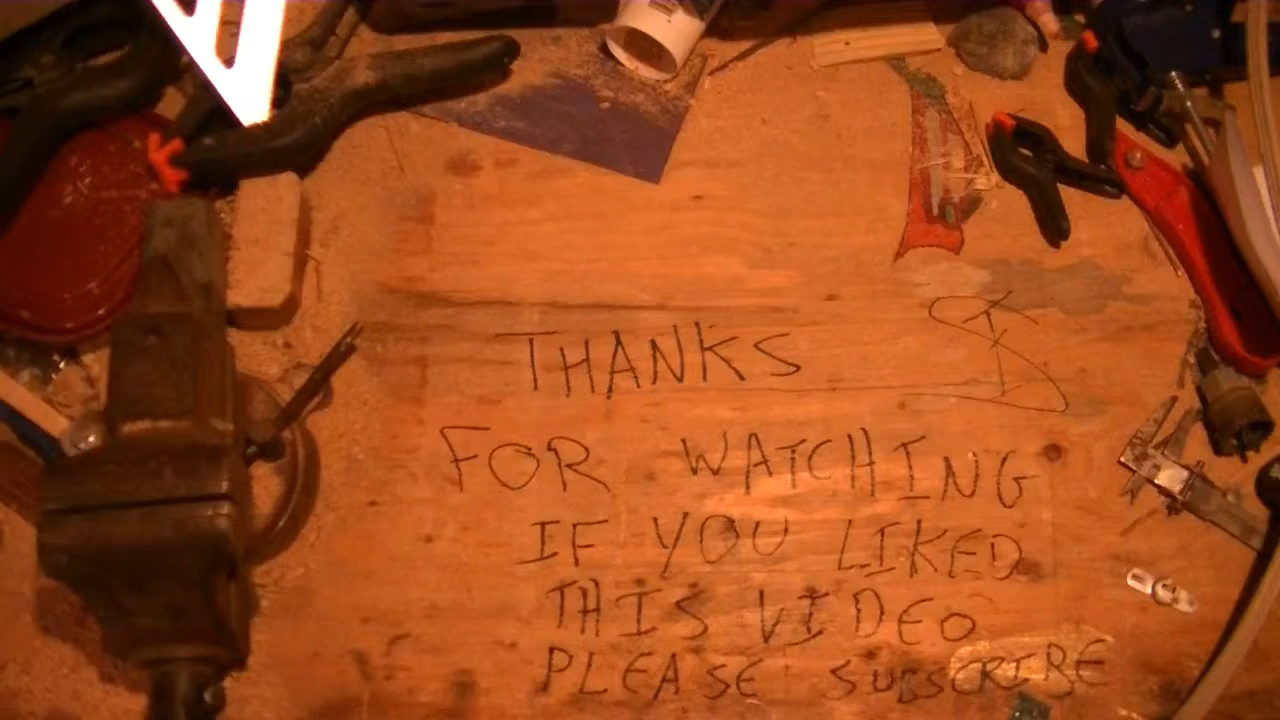 THANKS
FOR WATCHING
IF YOU LIKED
THIS VIDEO
PLEASE SUBSCRIBE